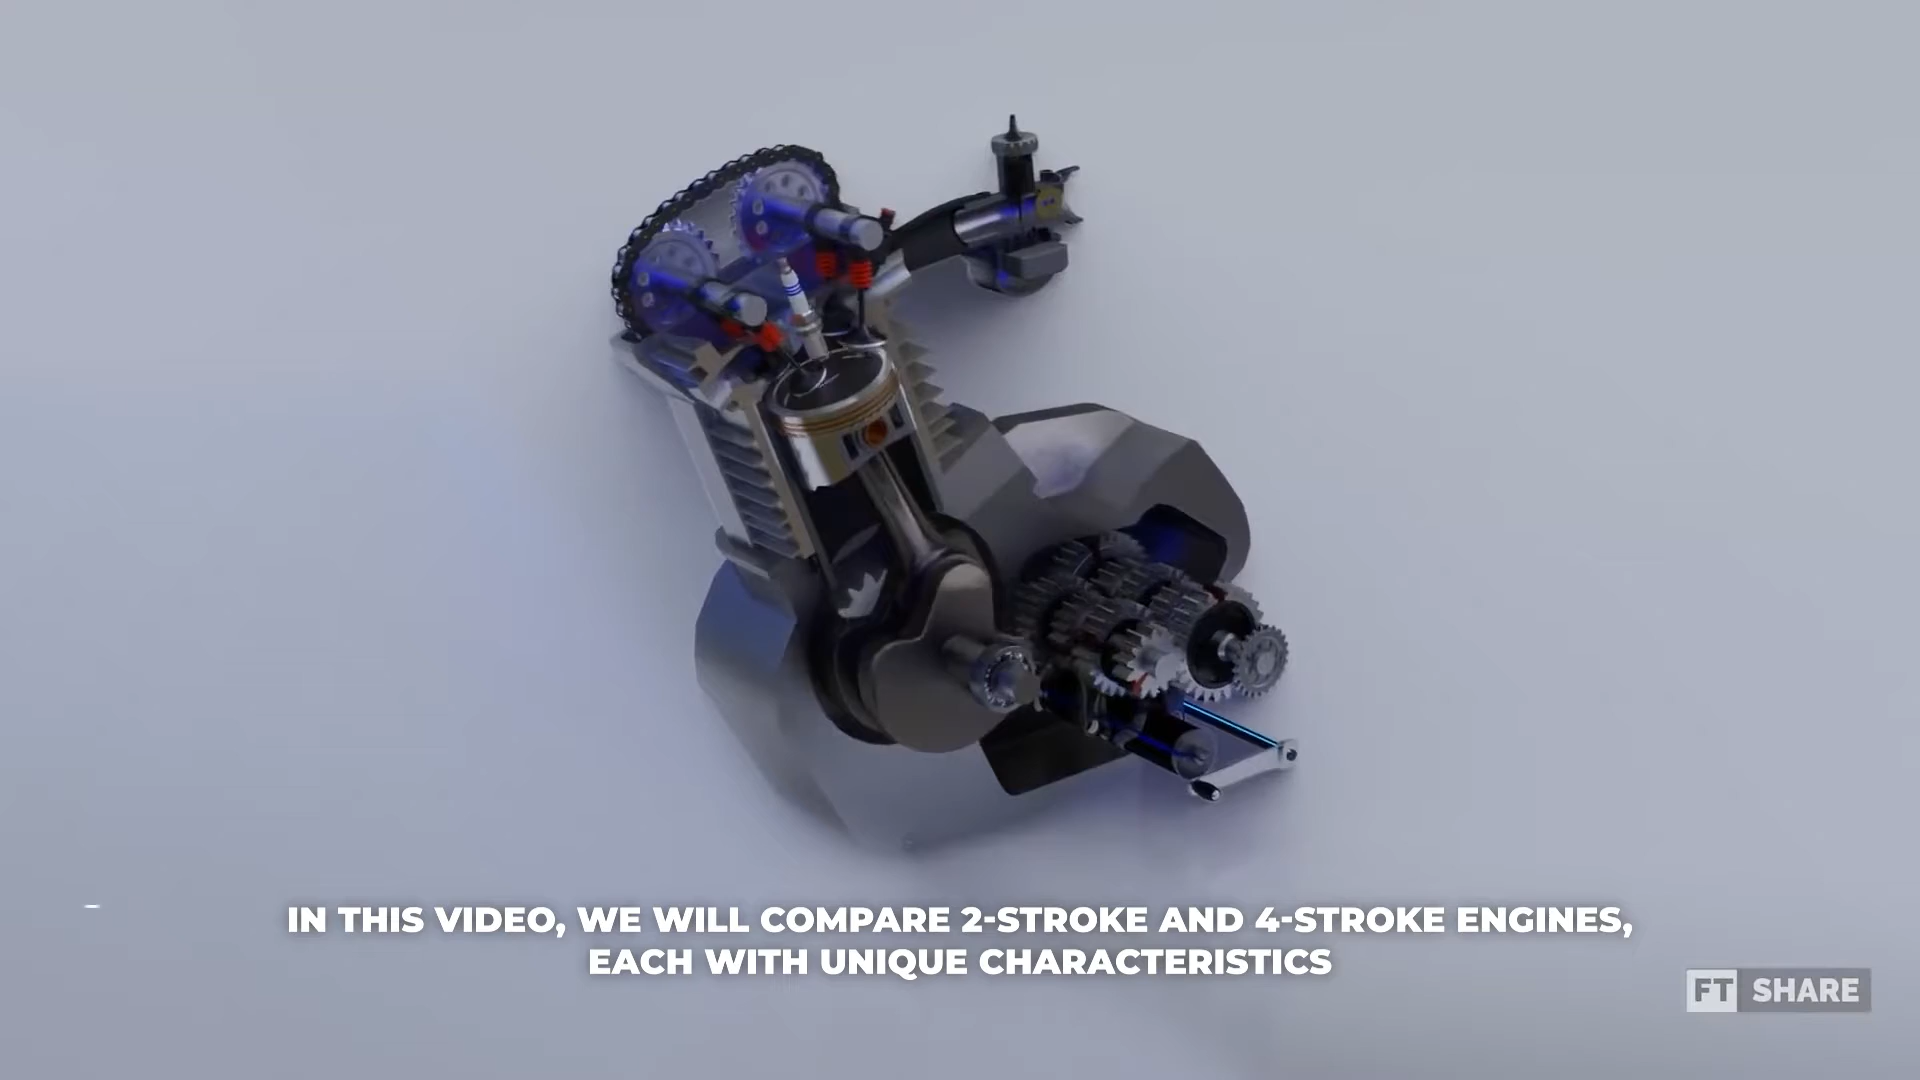 IN THIS VIDEO, WE WILL COMPARE 2-STROKE AND 4-STROKE ENGINES,
EACH WITH UNIQUE CHARACTERISTICS
FT SHARE